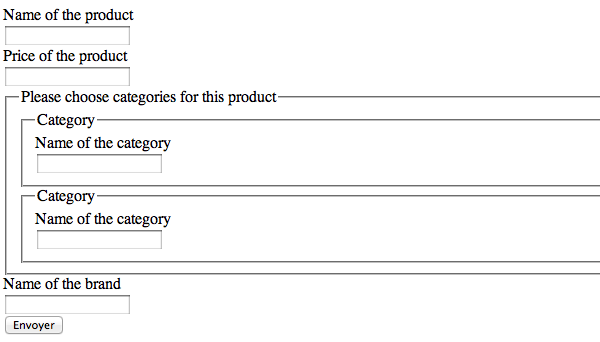 Name of the product
Price of the product
Please choose categories for this product
Category
Name of the category
Category
Name of the category
Name of the brand
Envoyer